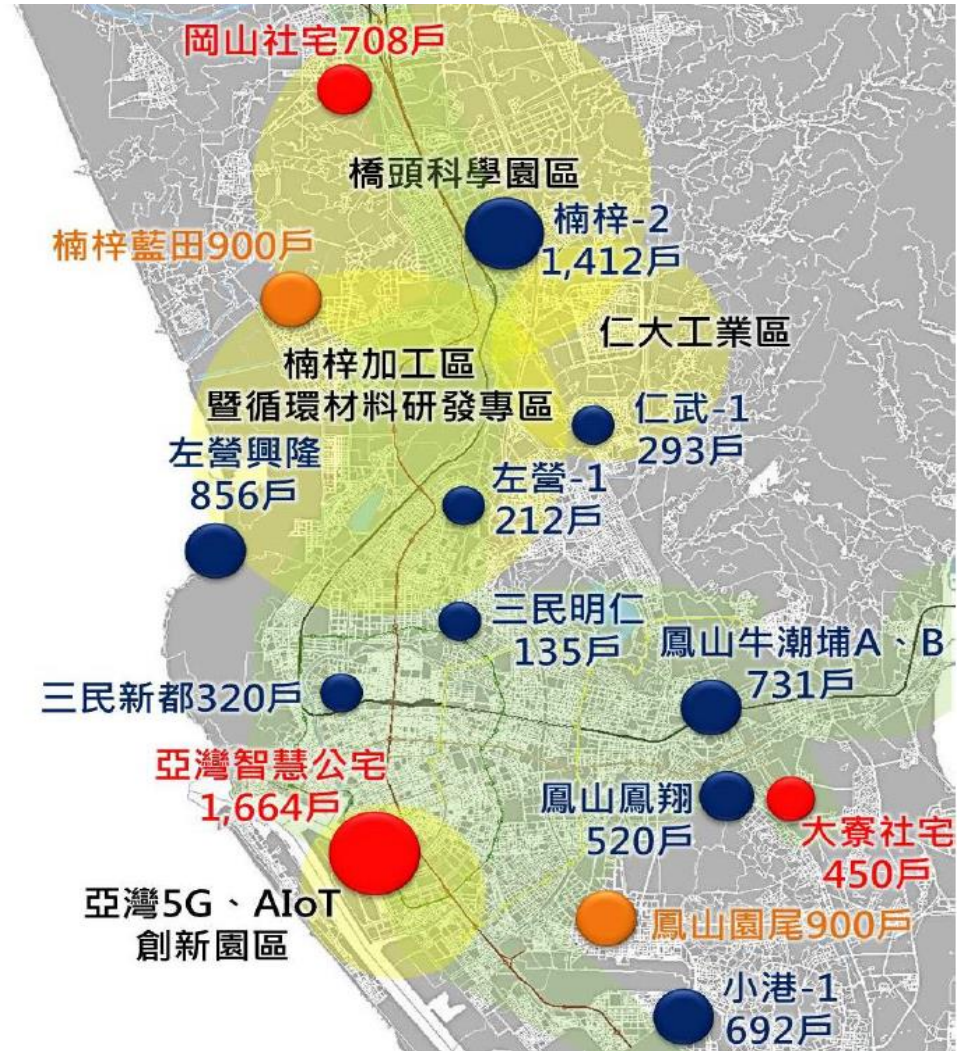 岡山社宅708戶
橋頭科學園區
楠梓-2
1,412戶
楠梓藍田900戶
仁大工業區
楠梓加工區
暨循環材料研發專區
仁武-1
293戶
左營興隆
856戶
左營-1
212戶
三民明仁
135戶
鳳山牛潮埔A、B
731戶
三民新都320戶
亞灣智慧公宅
1,664戶
鳳山鳳翔
520戶
大寮社宅
450戶
亞灣5G、AIoT
創新園區
鳳山園尾900戶
小港-1
692戶